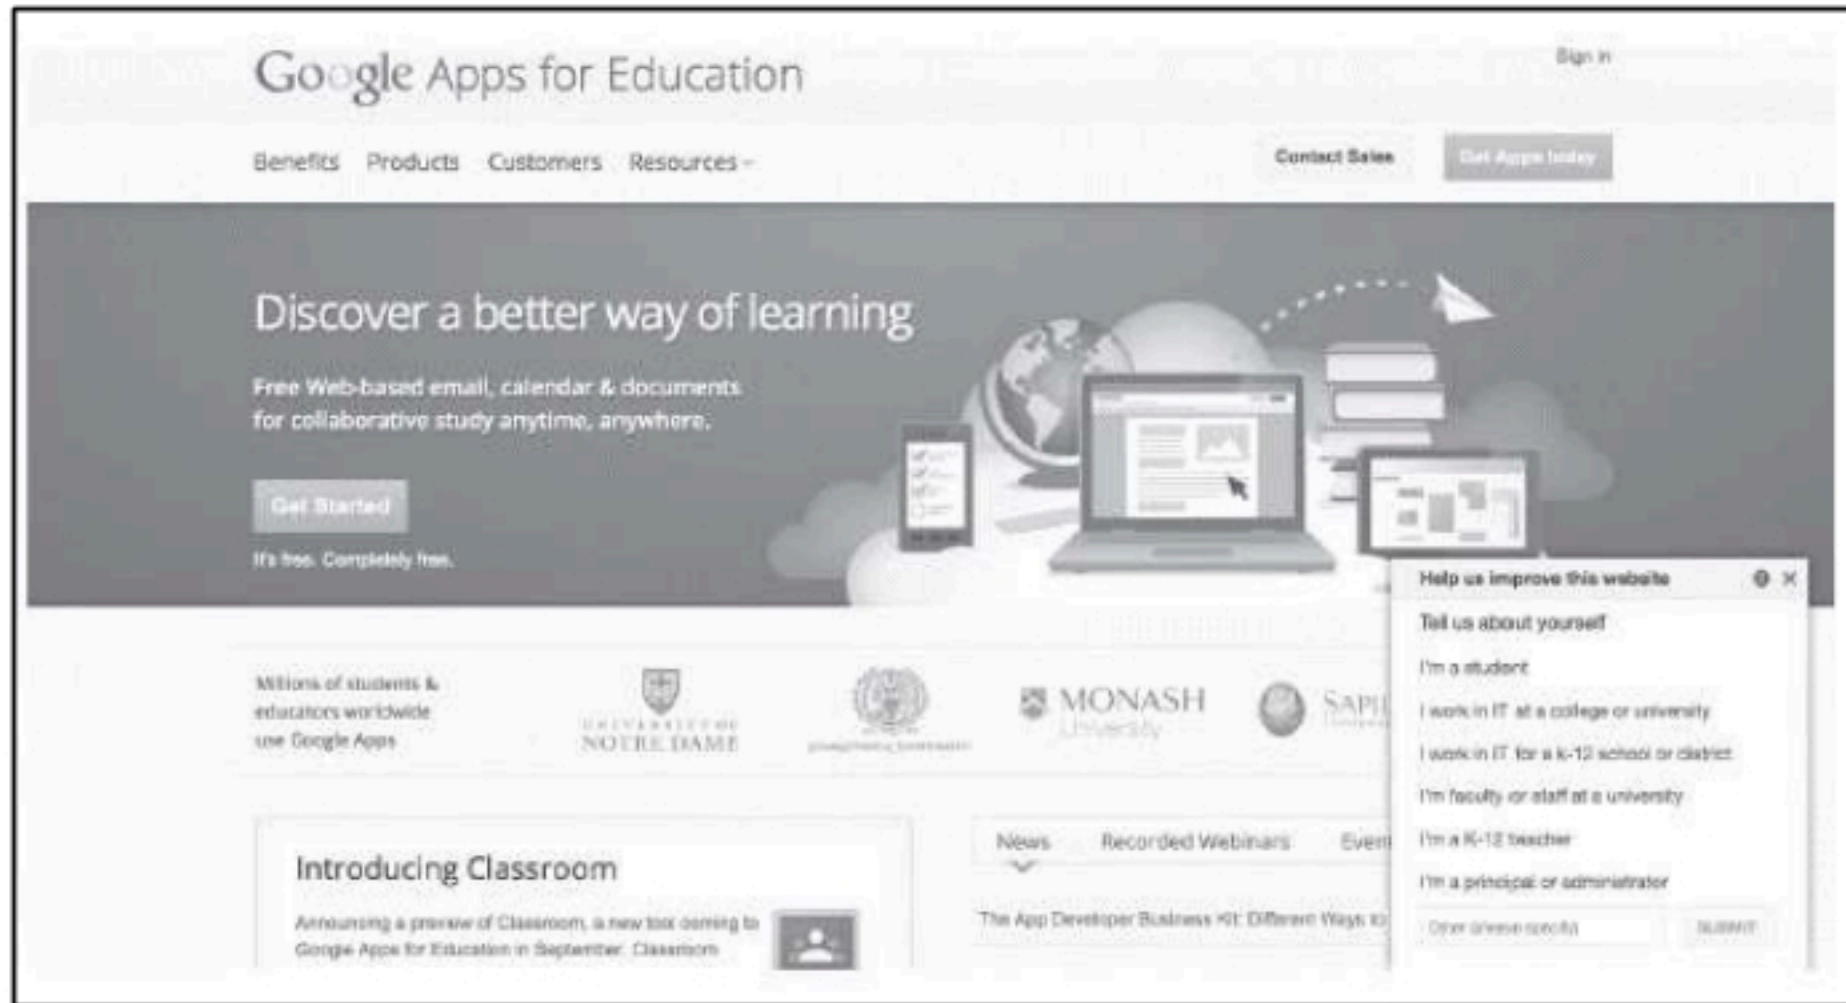 Google Apps for Education
Sign in
Benefits Products Customers Resources
Contact Sales
Get Apps today
Discover a better way of learning
Free Web-based email, calendar & documents
for collaborative study anytime, anywhere.
Get Started
It's free. Completely free.
Help us improve this website
Tell us about yourself
I'm a student
I work in IT at a college or university
I work in IT for a k-12 school or district
I'm faculty or staff at a university
I'm a K-12 teacher
I'm a principal or administrator
Other (please specify)
SUBMIT
Millions of students &
educators worldwide
use Google Apps
UNIVERSITY OF
NOTRE DAME
MONASH
University
Introducing Classroom
Announcing a preview of Classroom, a new tool coming to
Google Apps for Education in September. Classroom
News Recorded Webinars Even
The App Developer Business Kit: Different Ways to